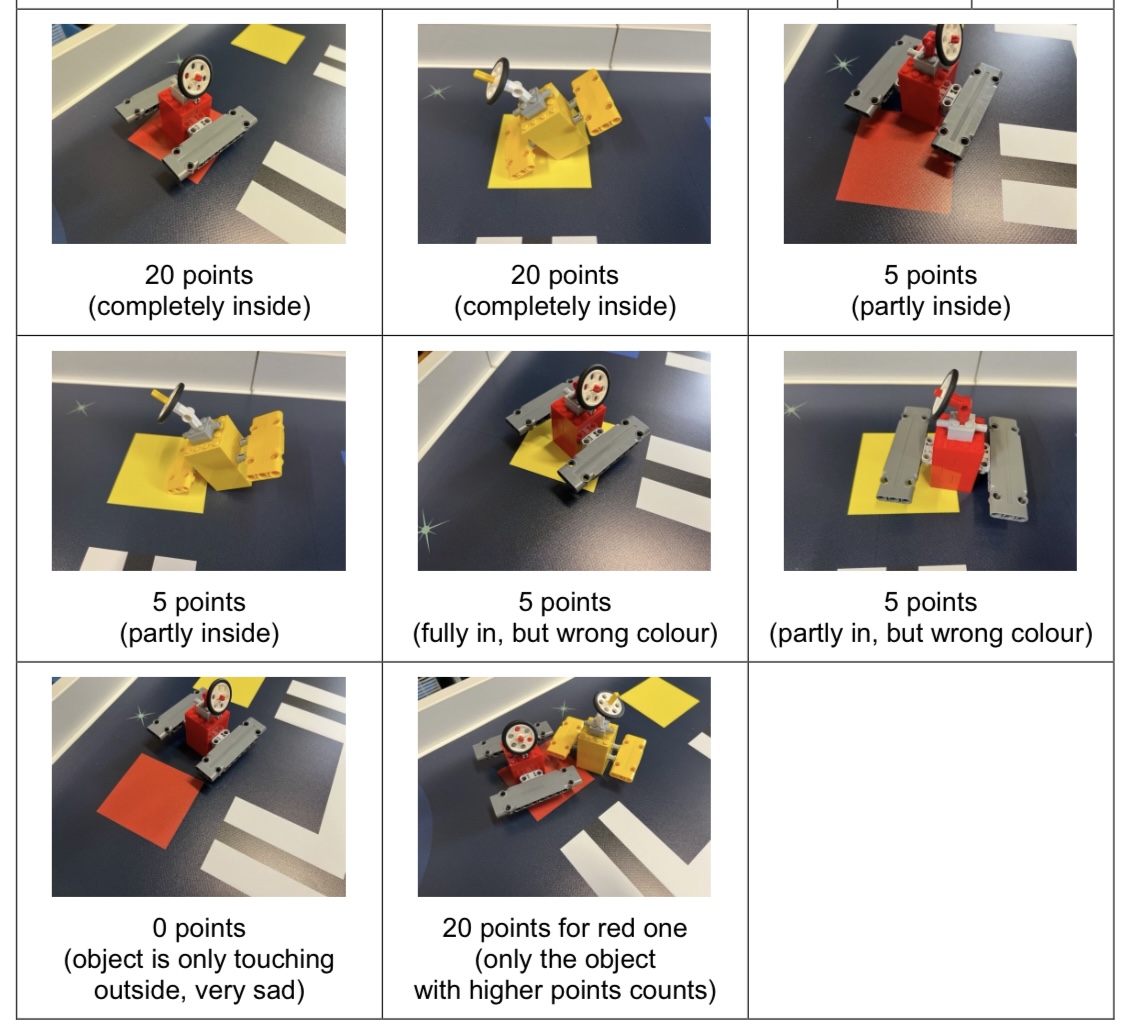 20 points
(completely inside)
20 points
(completely inside)
5 points
(partly inside)
5 points
(partly inside)
5 points
(fully in, but wrong colour)
5 points
(partly in, but wrong colour)
0 points
(object is only touching
outside, very sad)
20 points for red one
(only the object
with higher points counts)